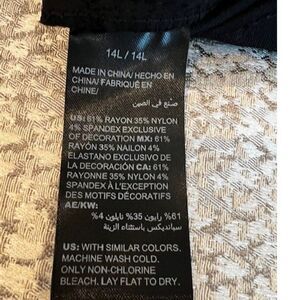 14L / 14L
MADE IN CHINA/ HECHO EN
CHINA/ FABRIQUÉ EN
CHINE/
صنع في الصين
US: 61% RAYON 35% NYLON
4% SPANDEX EXCLUSIVE
OF DECORATION MX: 61%
RAYÓN 35% NAILON 4%
ELASTANO EXCLUSIVO DE
LA DECORACIÓN CA: 61%
RAYONNE 35% NYLON 4%
SPANDEX À L'EXCEPTION
DES MOTIFS DÉCORATIFS
AE/KW:
61% رايون 35% نايلون 4%
سباندیکس باستثناء الزينة
US: WITH SIMILAR COLORS.
MACHINE WASH COLD.
ONLY NON-CHLORINE
BLEACH. LAY FLAT TO DRY.